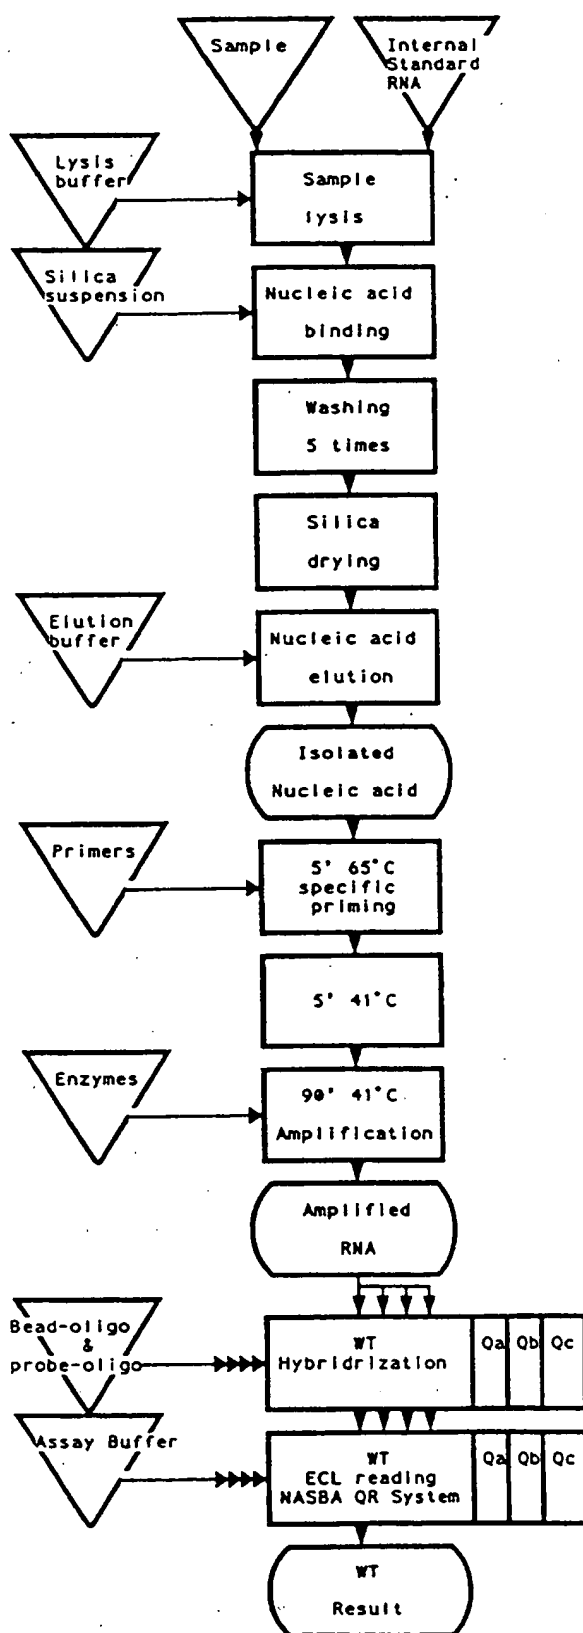 Sample
Internal
Standard
RNA
Lysis
buffer
Sample
lysis
Silica
suspension
Nucleic acid
binding
Washing
5 times
Silica
drying
Elution
buffer
Nucleic acid
elution
Isolated
Nucleic acid
Primers
5' 65°C
specific
priming
5' 41°C
Enzymes
90' 41°C
Amplification
Amplified
RNA
Bead-oligo
&
probe-oligo
WT
Hybridrization
Qa Qb Qc
Assay Buffer
WT
ECL reading
NASBA QR System
Qa Qb Qc
WT
Result